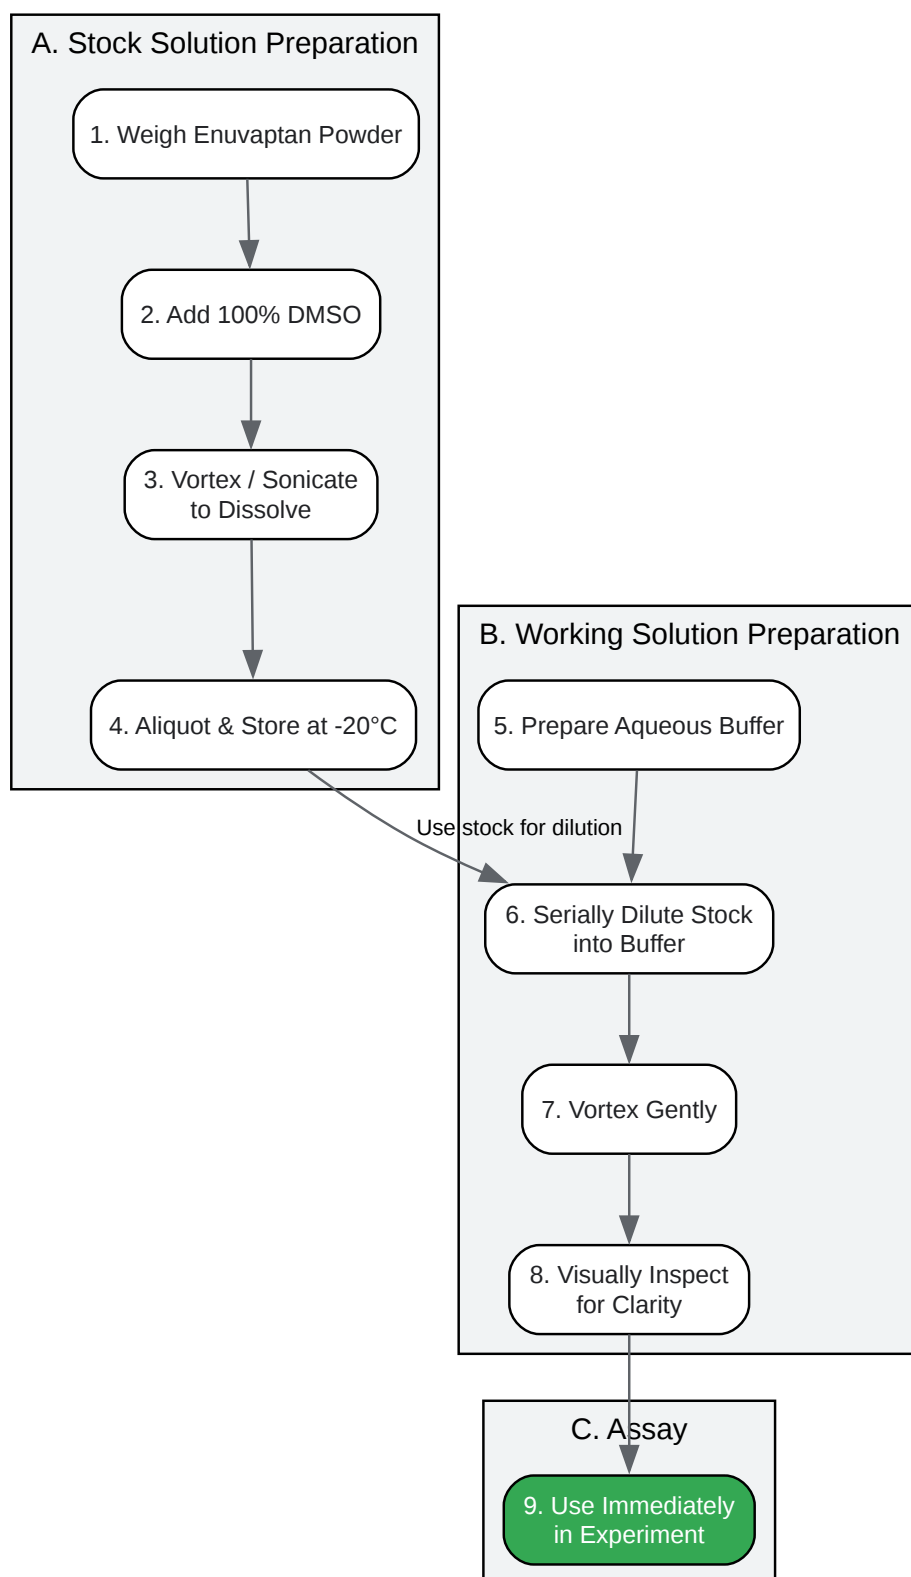 A. Stock Solution Preparation
1. Weigh Enuvaptan Powder
2. Add 100% DMSO
3. Vortex / Sonicate
to Dissolve
4. Aliquot & Store at -20°C
Use stock for dilution
B. Working Solution Preparation
5. Prepare Aqueous Buffer
6. Serially Dilute Stock
into Buffer
7. Vortex Gently
8. Visually Inspect
for Clarity
C. Assay
9. Use Immediately
in Experiment